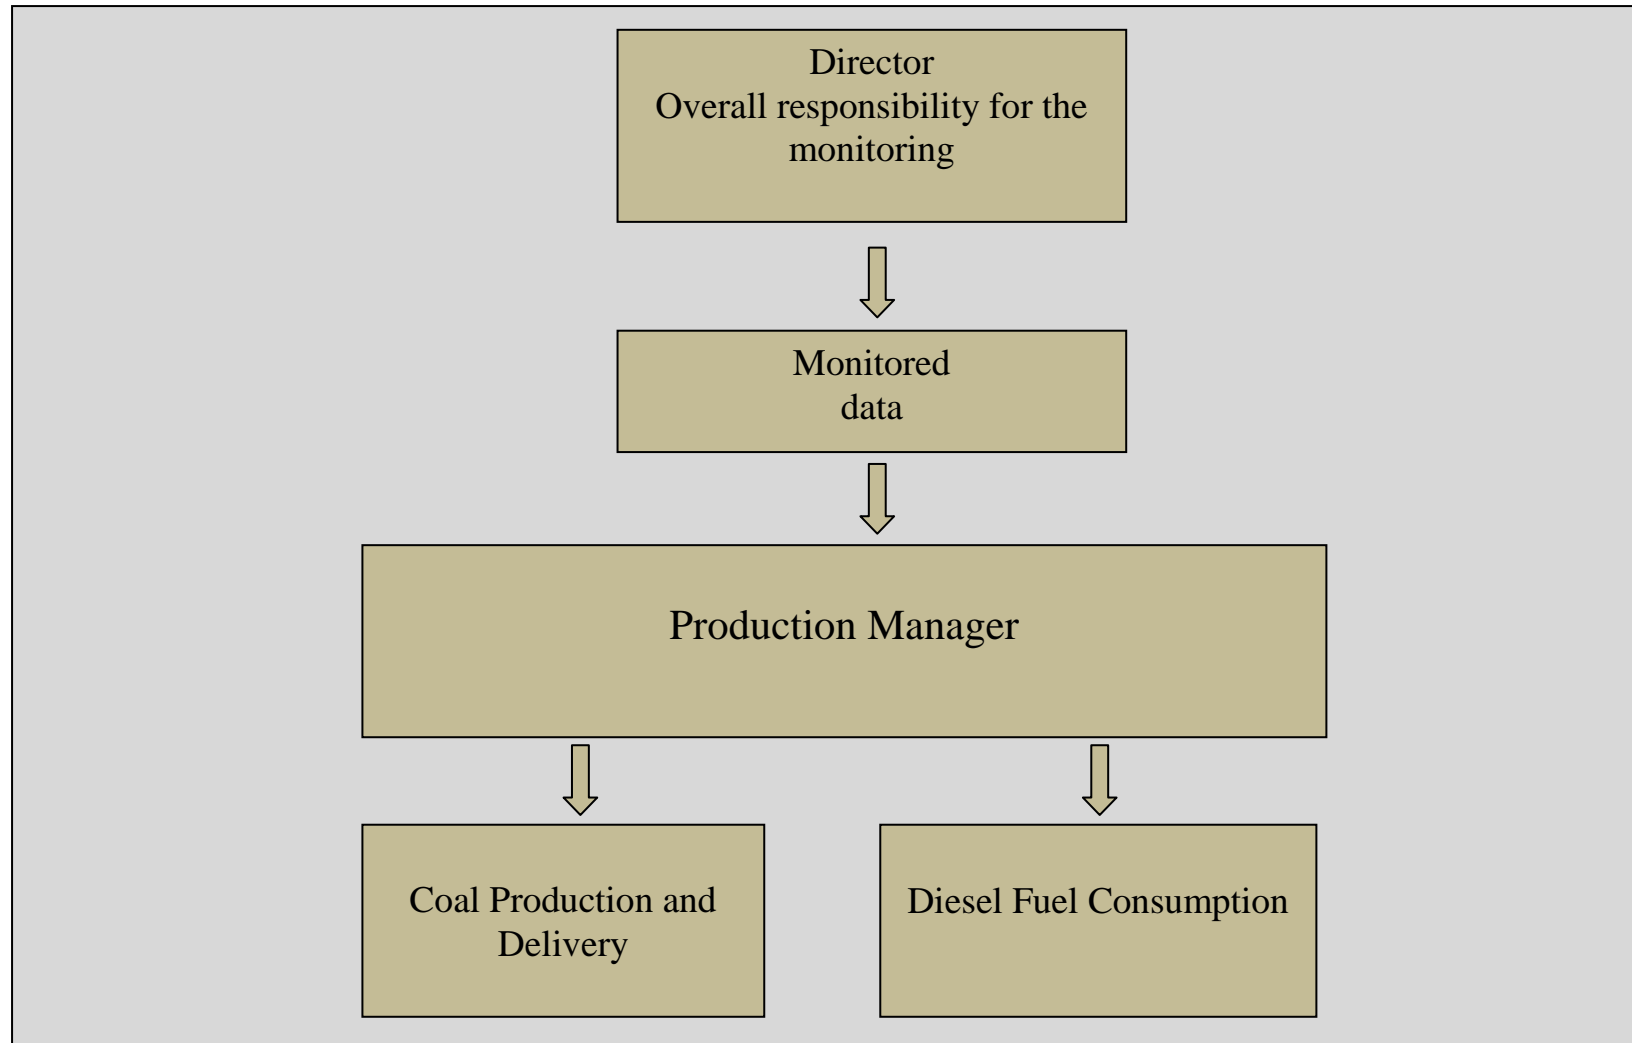 Director
Overall responsibility for the
monitoring
Monitored
data
Production Manager
Coal Production and
Delivery
Diesel Fuel Consumption